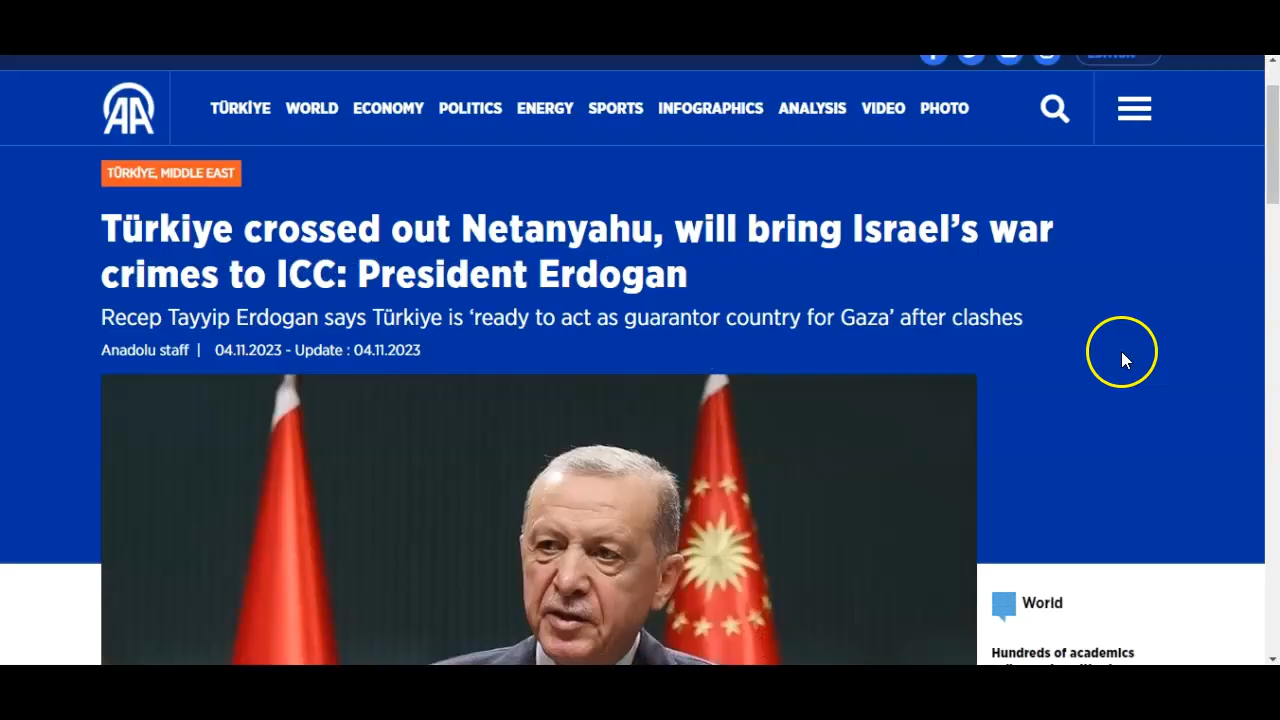 AA
TÜRKİYE WORLD ECONOMY POLITICS ENERGY SPORTS INFOGRAPHICS ANALYSIS VIDEO PHOTO
TÜRKİYE, MIDDLE EAST
Türkiye crossed out Netanyahu, will bring Israel’s war
crimes to ICC: President Erdogan
Recep Tayyip Erdogan says Türkiye is ‘ready to act as guarantor country for Gaza’ after clashes
Anadolu staff | 04.11.2023 - Update : 04.11.2023
World
Hundreds of academics